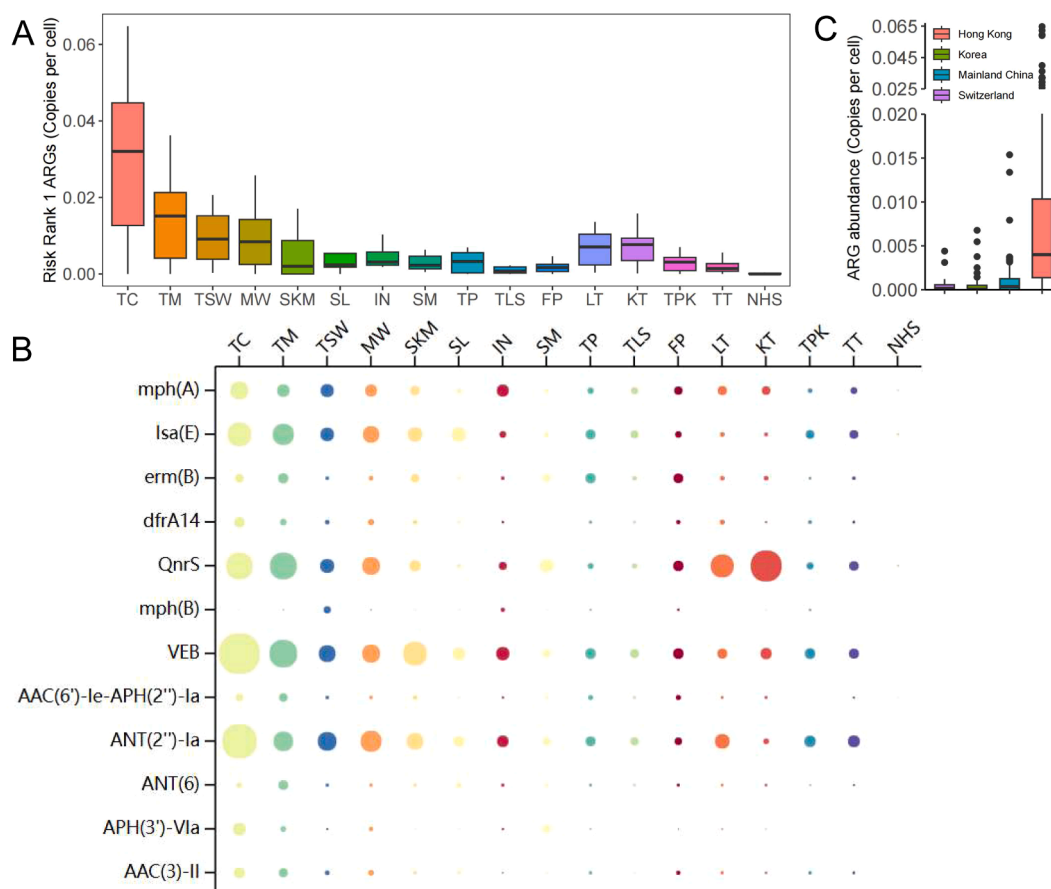 A
Risk Rank 1 ARGs (Copies per cell)
0.06
0.04
0.02
0.00
TC TM TSW MW SKM SL IN SM TP TLS FP LT KT TPK TT NHS
C
ARG abundance (Copies per cell)
0.065
0.045
0.025
0.020
0.015
0.010
0.005
0.000
Hong Kong
Korea
Mainland China
Switzerland
B
TC TM TSW MW SKM SL IN SM TP TLS FP LT KT TPK TT NHS
mph(A)
lsa(E)
erm(B)
dfrA14
QnrS
mph(B)
VEB
AAC(6')-Ie-APH(2'')-Ia
ANT(2'')-Ia
ANT(6)
APH(3')-VIa
AAC(3)-II